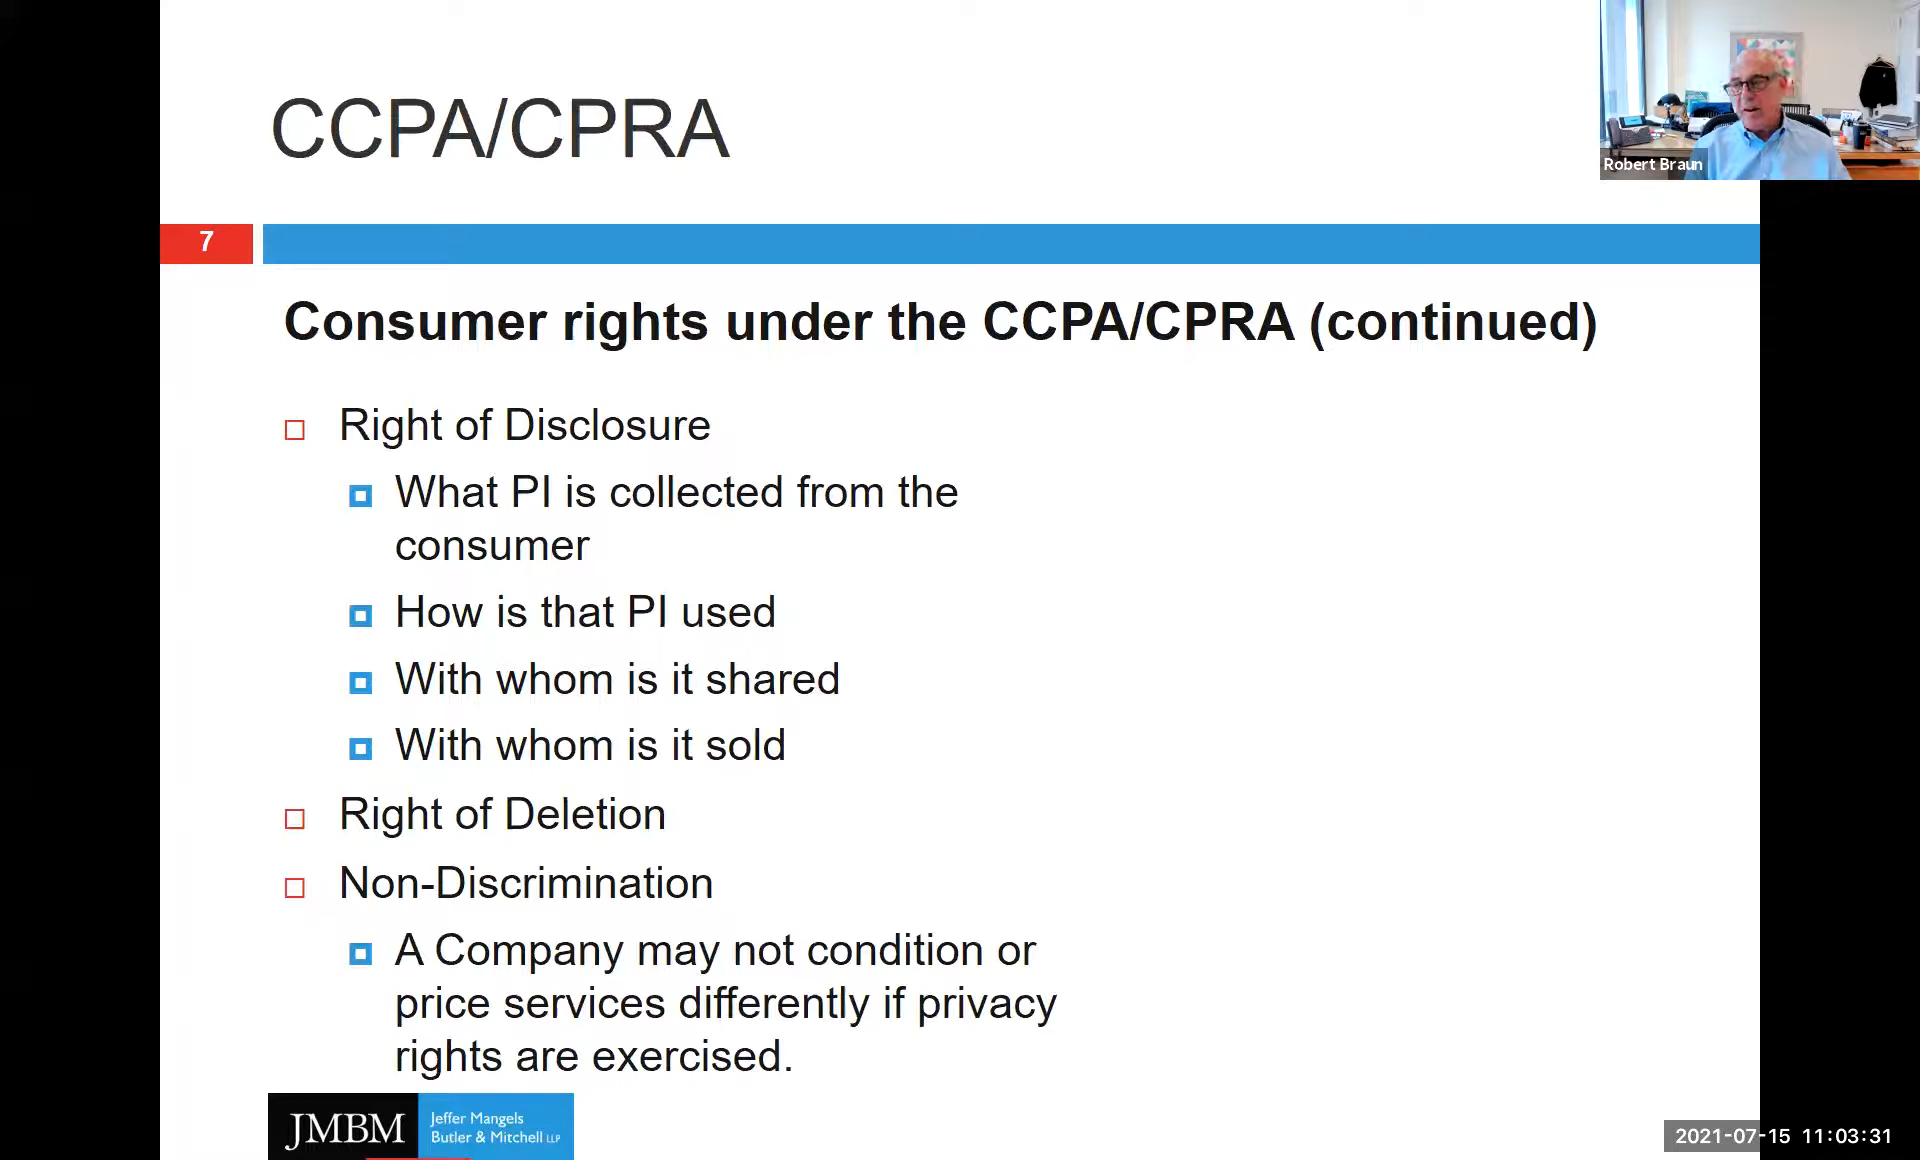 CCPA/CPRA
Robert Braun
7
Consumer rights under the CCPA/CPRA (continued)
Right of Disclosure
What PI is collected from the
consumer
How is that PI used
With whom is it shared
With whom is it sold
Right of Deletion
Non-Discrimination
A Company may not condition or
price services differently if privacy
rights are exercised.
JMBM
Jeffer Mangels
Butler & Mitchell LLP
2021-07-15 11:03:31